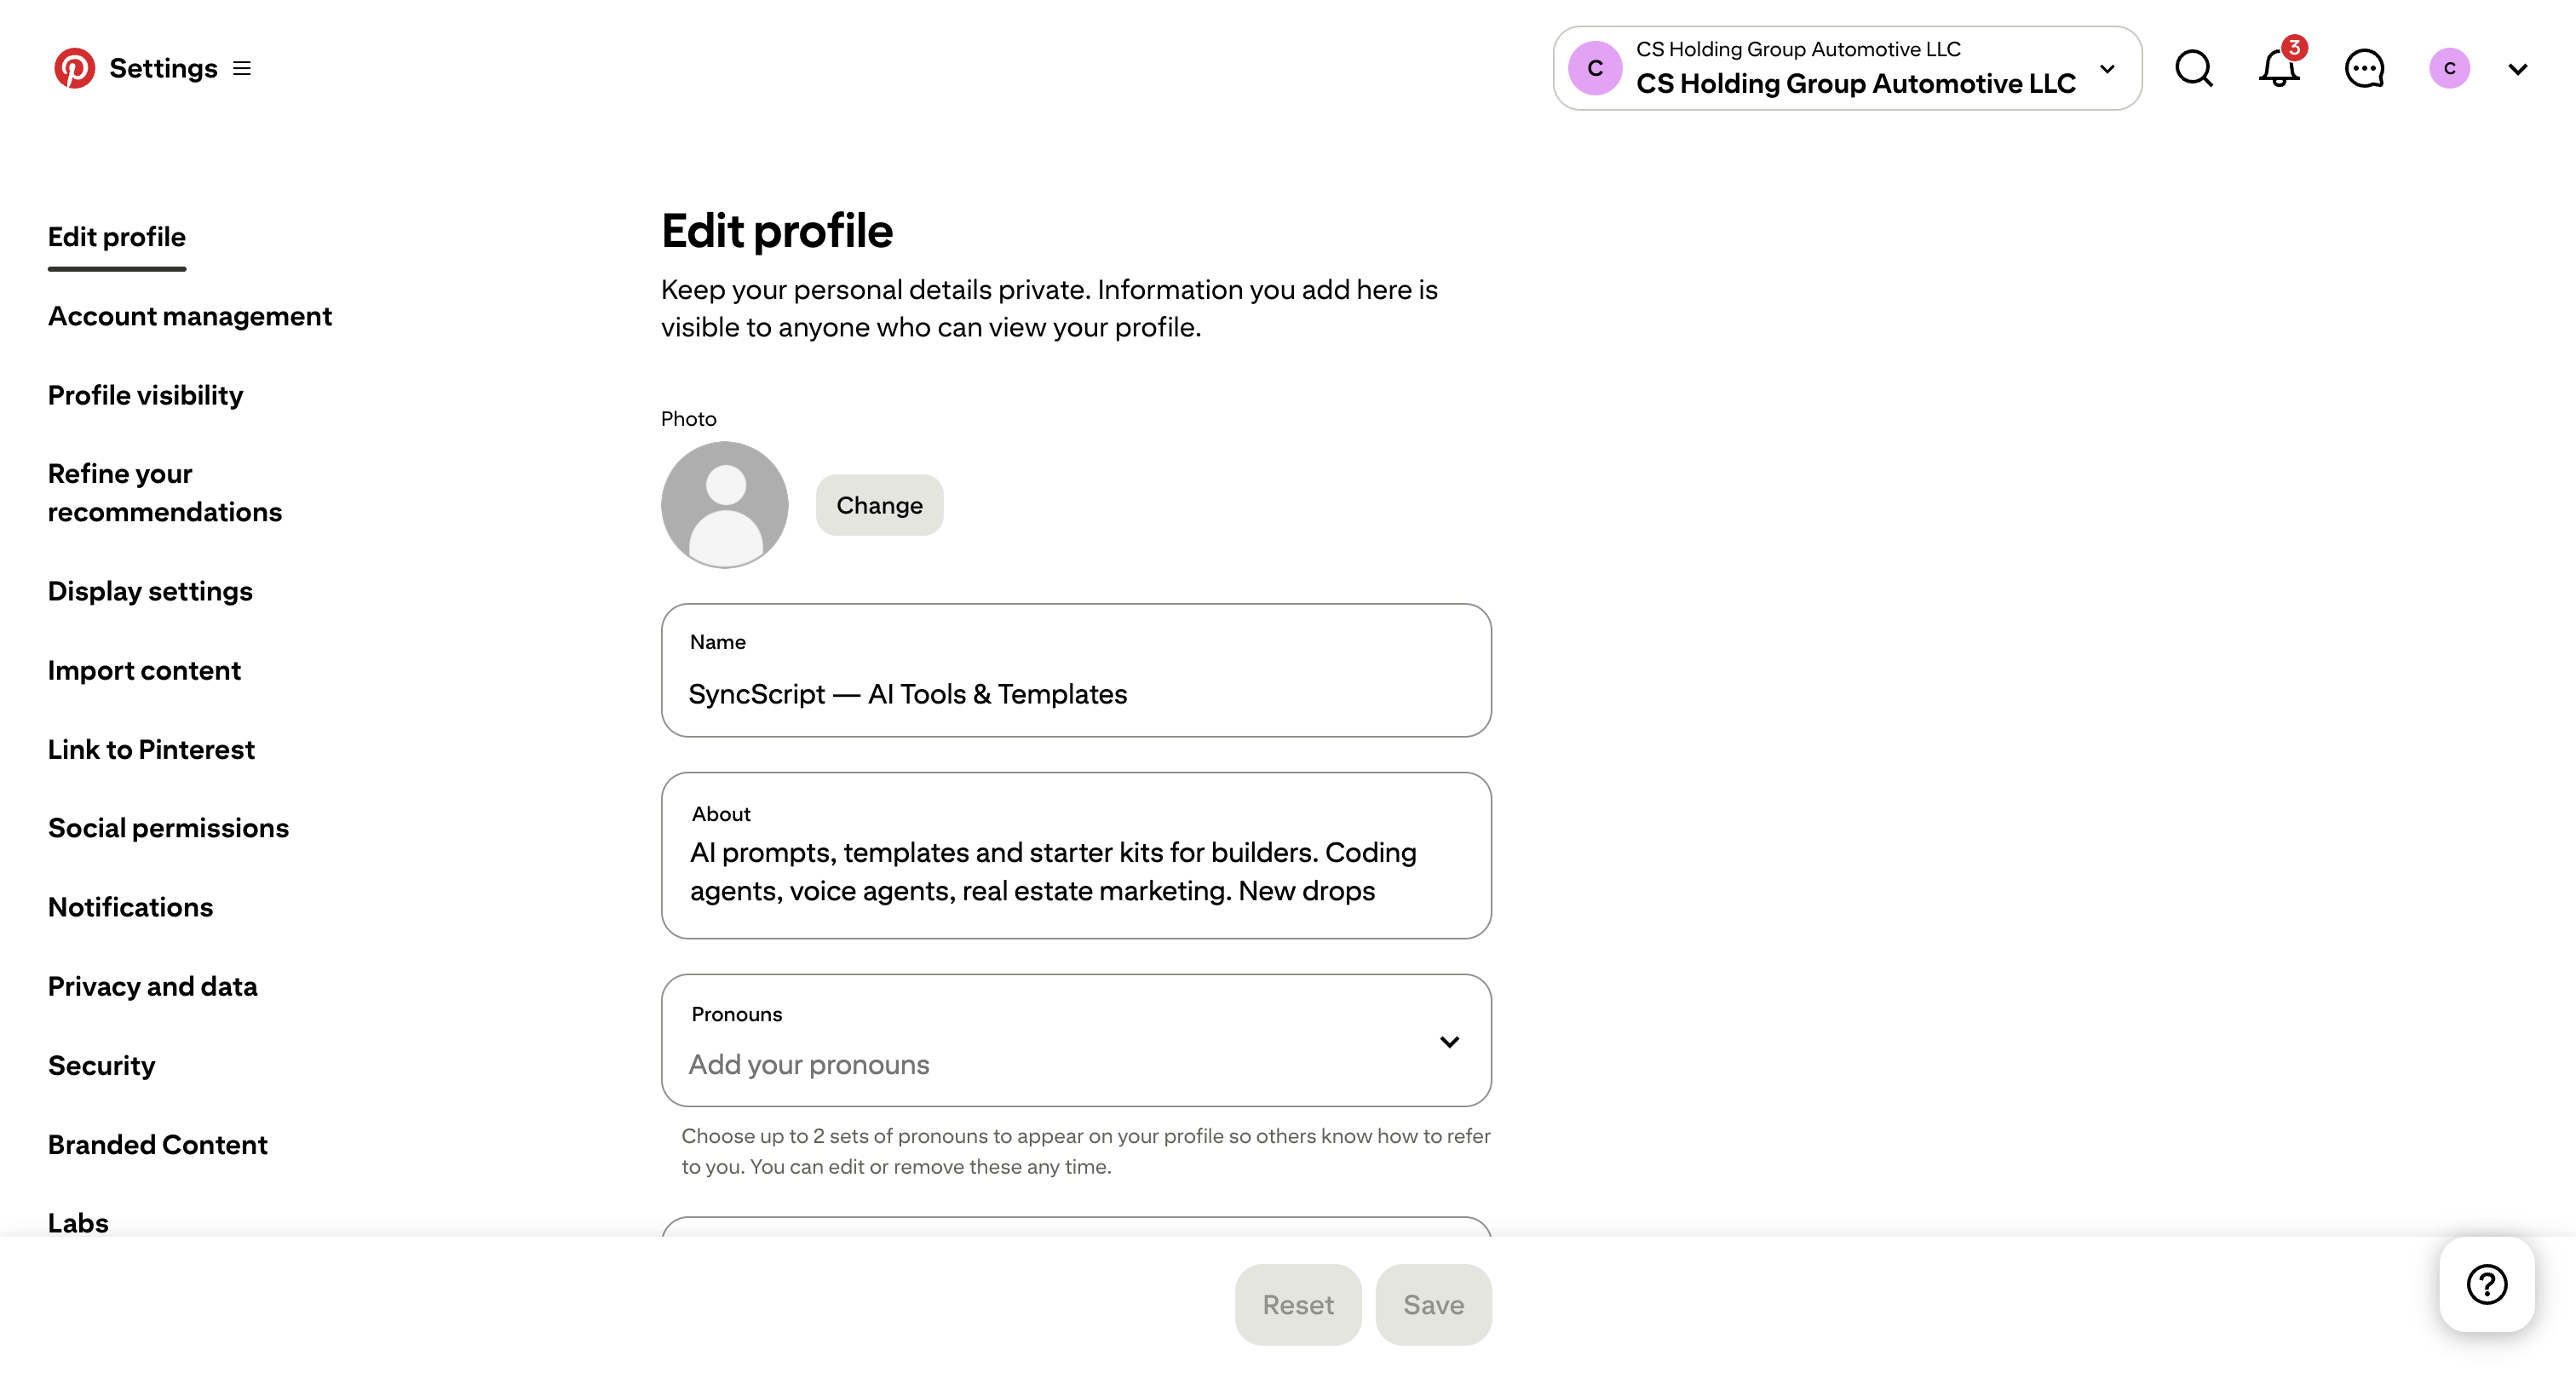 Settings
CS Holding Group Automotive LLC
C
CS Holding Group Automotive LLC
3
C
Edit profile
Account management
Profile visibility
Refine your
recommendations
Display settings
Import content
Link to Pinterest
Social permissions
Notifications
Privacy and data
Security
Branded Content
Labs
Edit profile
Keep your personal details private. Information you add here is
visible to anyone who can view your profile.
Photo
Change
Name
SyncScript — AI Tools & Templates
About
AI prompts, templates and starter kits for builders. Coding
agents, voice agents, real estate marketing. New drops
Pronouns
Add your pronouns
Choose up to 2 sets of pronouns to appear on your profile so others know how to refer
to you. You can edit or remove these any time.
Reset
Save
?